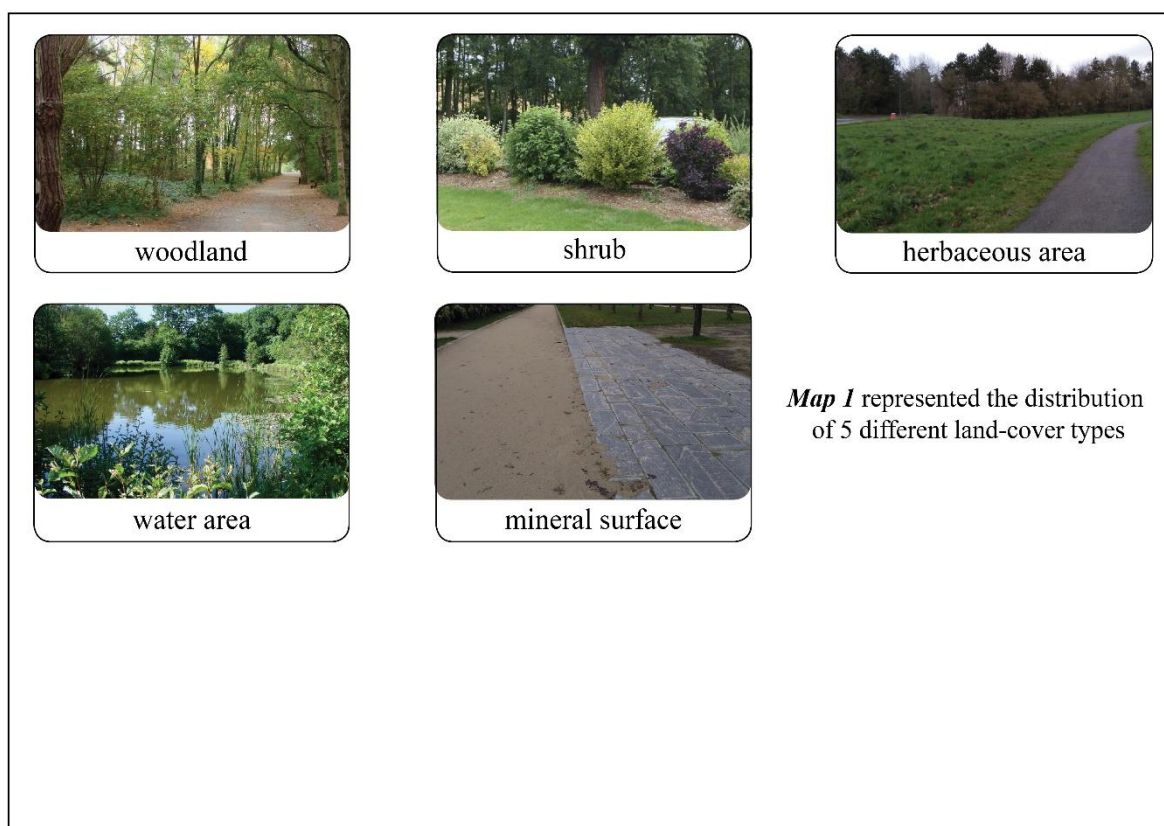 woodland
shrub
herbaceous area
water area
mineral surface
Map 1 represented the distribution
of 5 different land-cover types